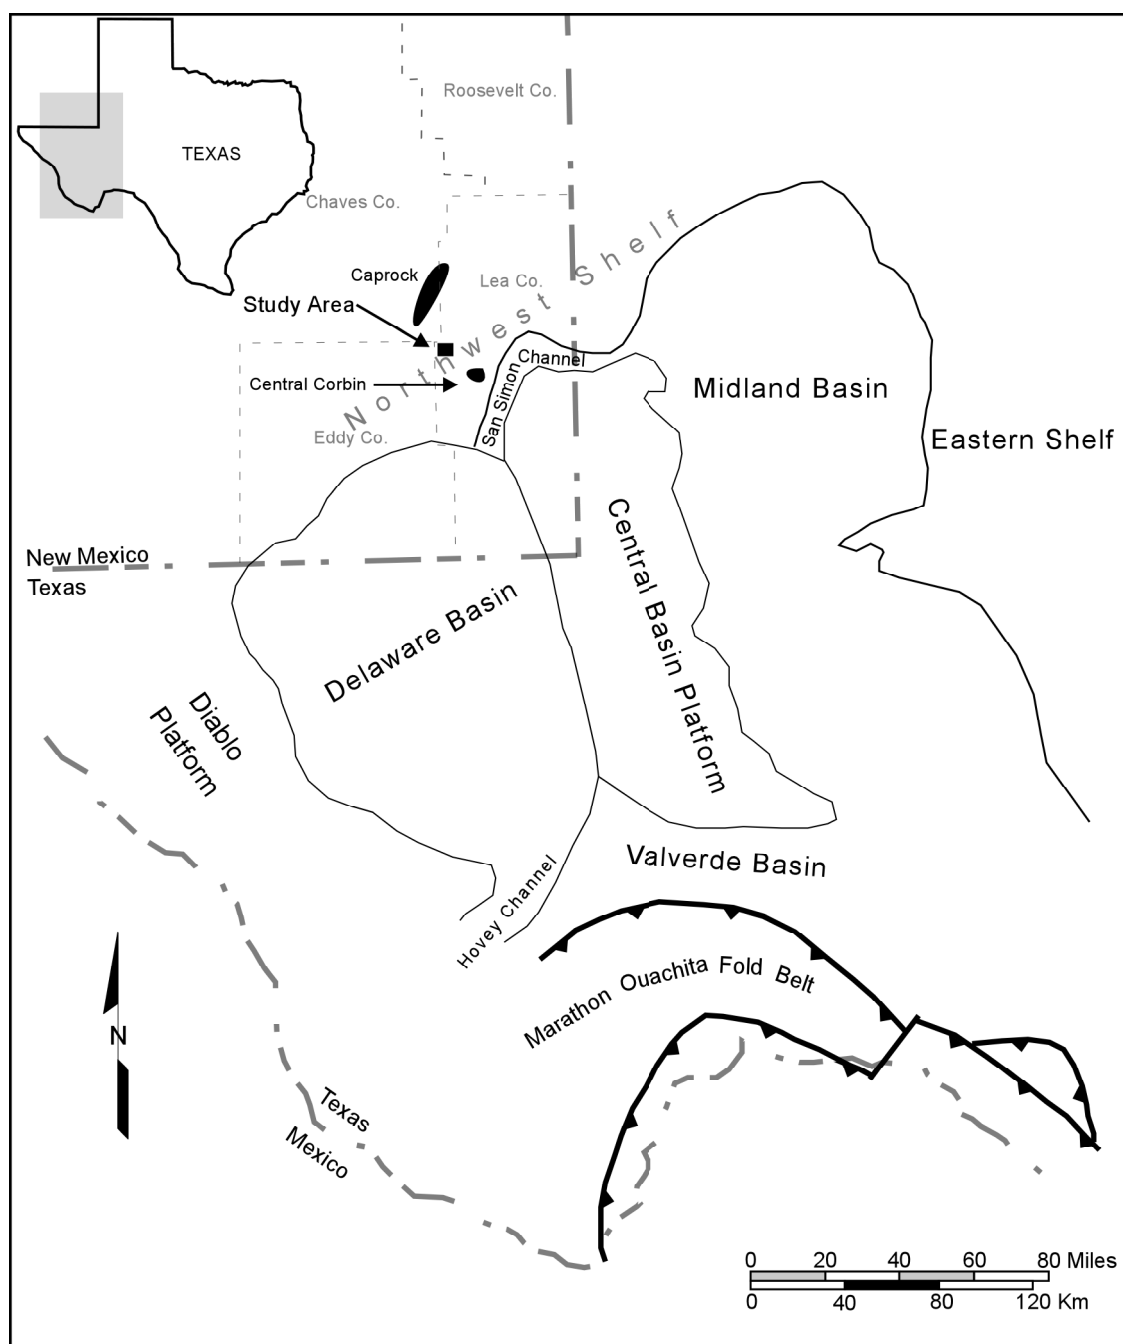 Roosevelt Co.
TEXAS
Chaves Co.
Northwest Shelf
Caprock
Lea Co.
Study Area
San Simon Channel
Central Corbin
Midland Basin
Eddy Co.
Eastern Shelf
New Mexico
Texas
Delaware Basin
Central Basin Platform
Diablo
Platform
Valverde Basin
Hovey Channel
Marathon Ouachita Fold Belt
N
Texas
Mexico
0 20 40 60 80 Miles
0 40 80 120 Km